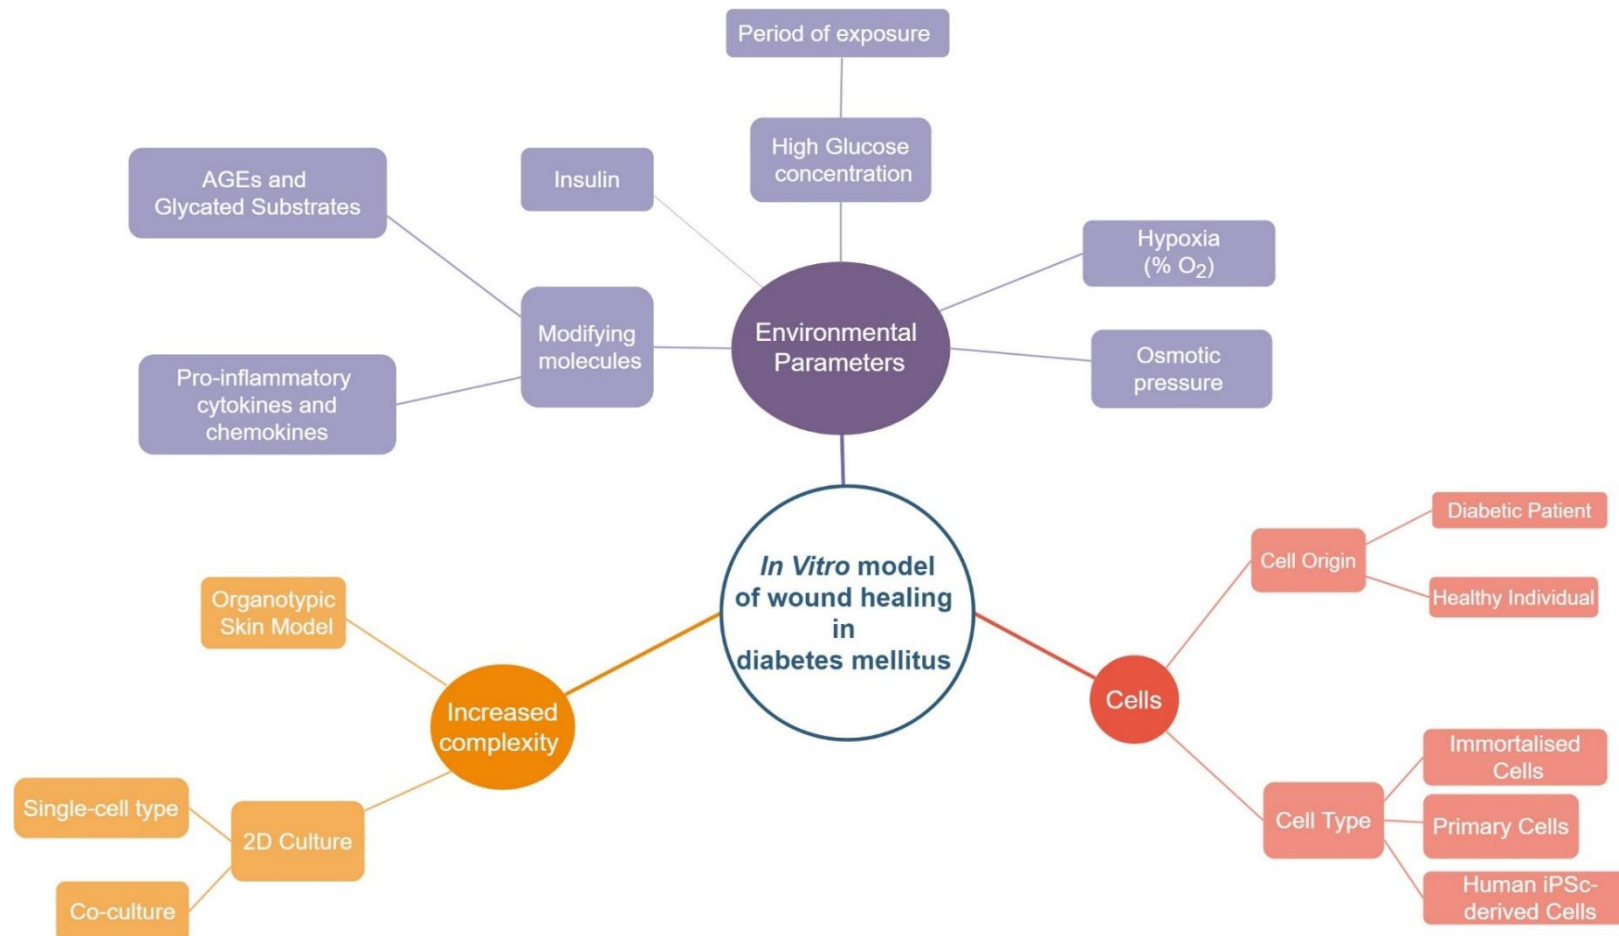 Period of exposure
High Glucose
concentration
AGEs and
Glycated Substrates
Insulin
Hypoxia
(% O₂)
Modifying
molecules
Environmental
Parameters
Osmotic
pressure
Pro-inflammatory
cytokines and
chemokines
In Vitro model
of wound healing
in
diabetes mellitus
Diabetic Patient
Cell Origin
Healthy Individual
Cells
Immortalised
Cells
Cell Type
Primary Cells
Human iPSc-
derived Cells
Organotypic
Skin Model
Increased
complexity
Single-cell type
2D Culture
Co-culture